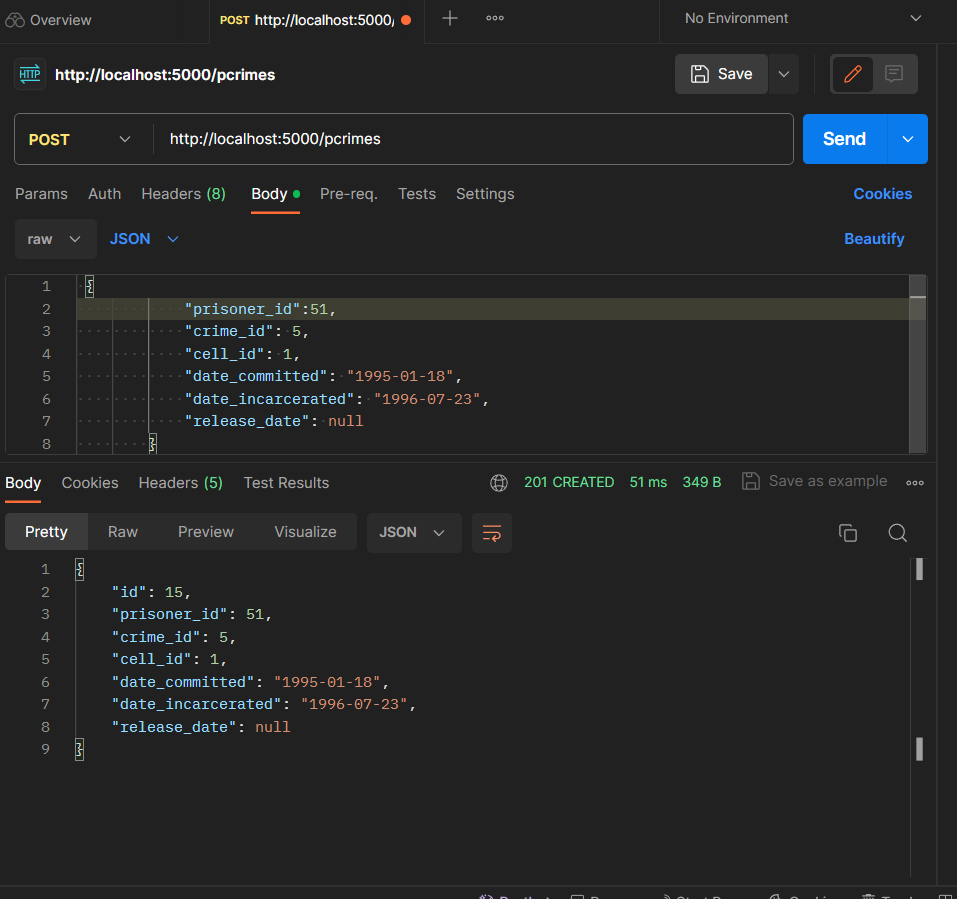 Overview
POST http://localhost:5000/
No Environment
HTTP http://localhost:5000/pcrimes
Save
POST http://localhost:5000/pcrimes
Send
Params Auth Headers (8) Body Pre-req. Tests Settings Cookies
raw JSON Beautify
1 {
2 "prisoner_id":51,
3 "crime_id": 5,
4 "cell_id": 1,
5 "date_committed": "1995-01-18",
6 "date_incarcerated": "1996-07-23",
7 "release_date": null
8 }
Body Cookies Headers (5) Test Results 201 CREATED 51 ms 349 B Save as example
Pretty Raw Preview Visualize JSON
1 {
2 "id": 15,
3 "prisoner_id": 51,
4 "crime_id": 5,
5 "cell_id": 1,
6 "date_committed": "1995-01-18",
7 "date_incarcerated": "1996-07-23",
8 "release_date": null
9 }